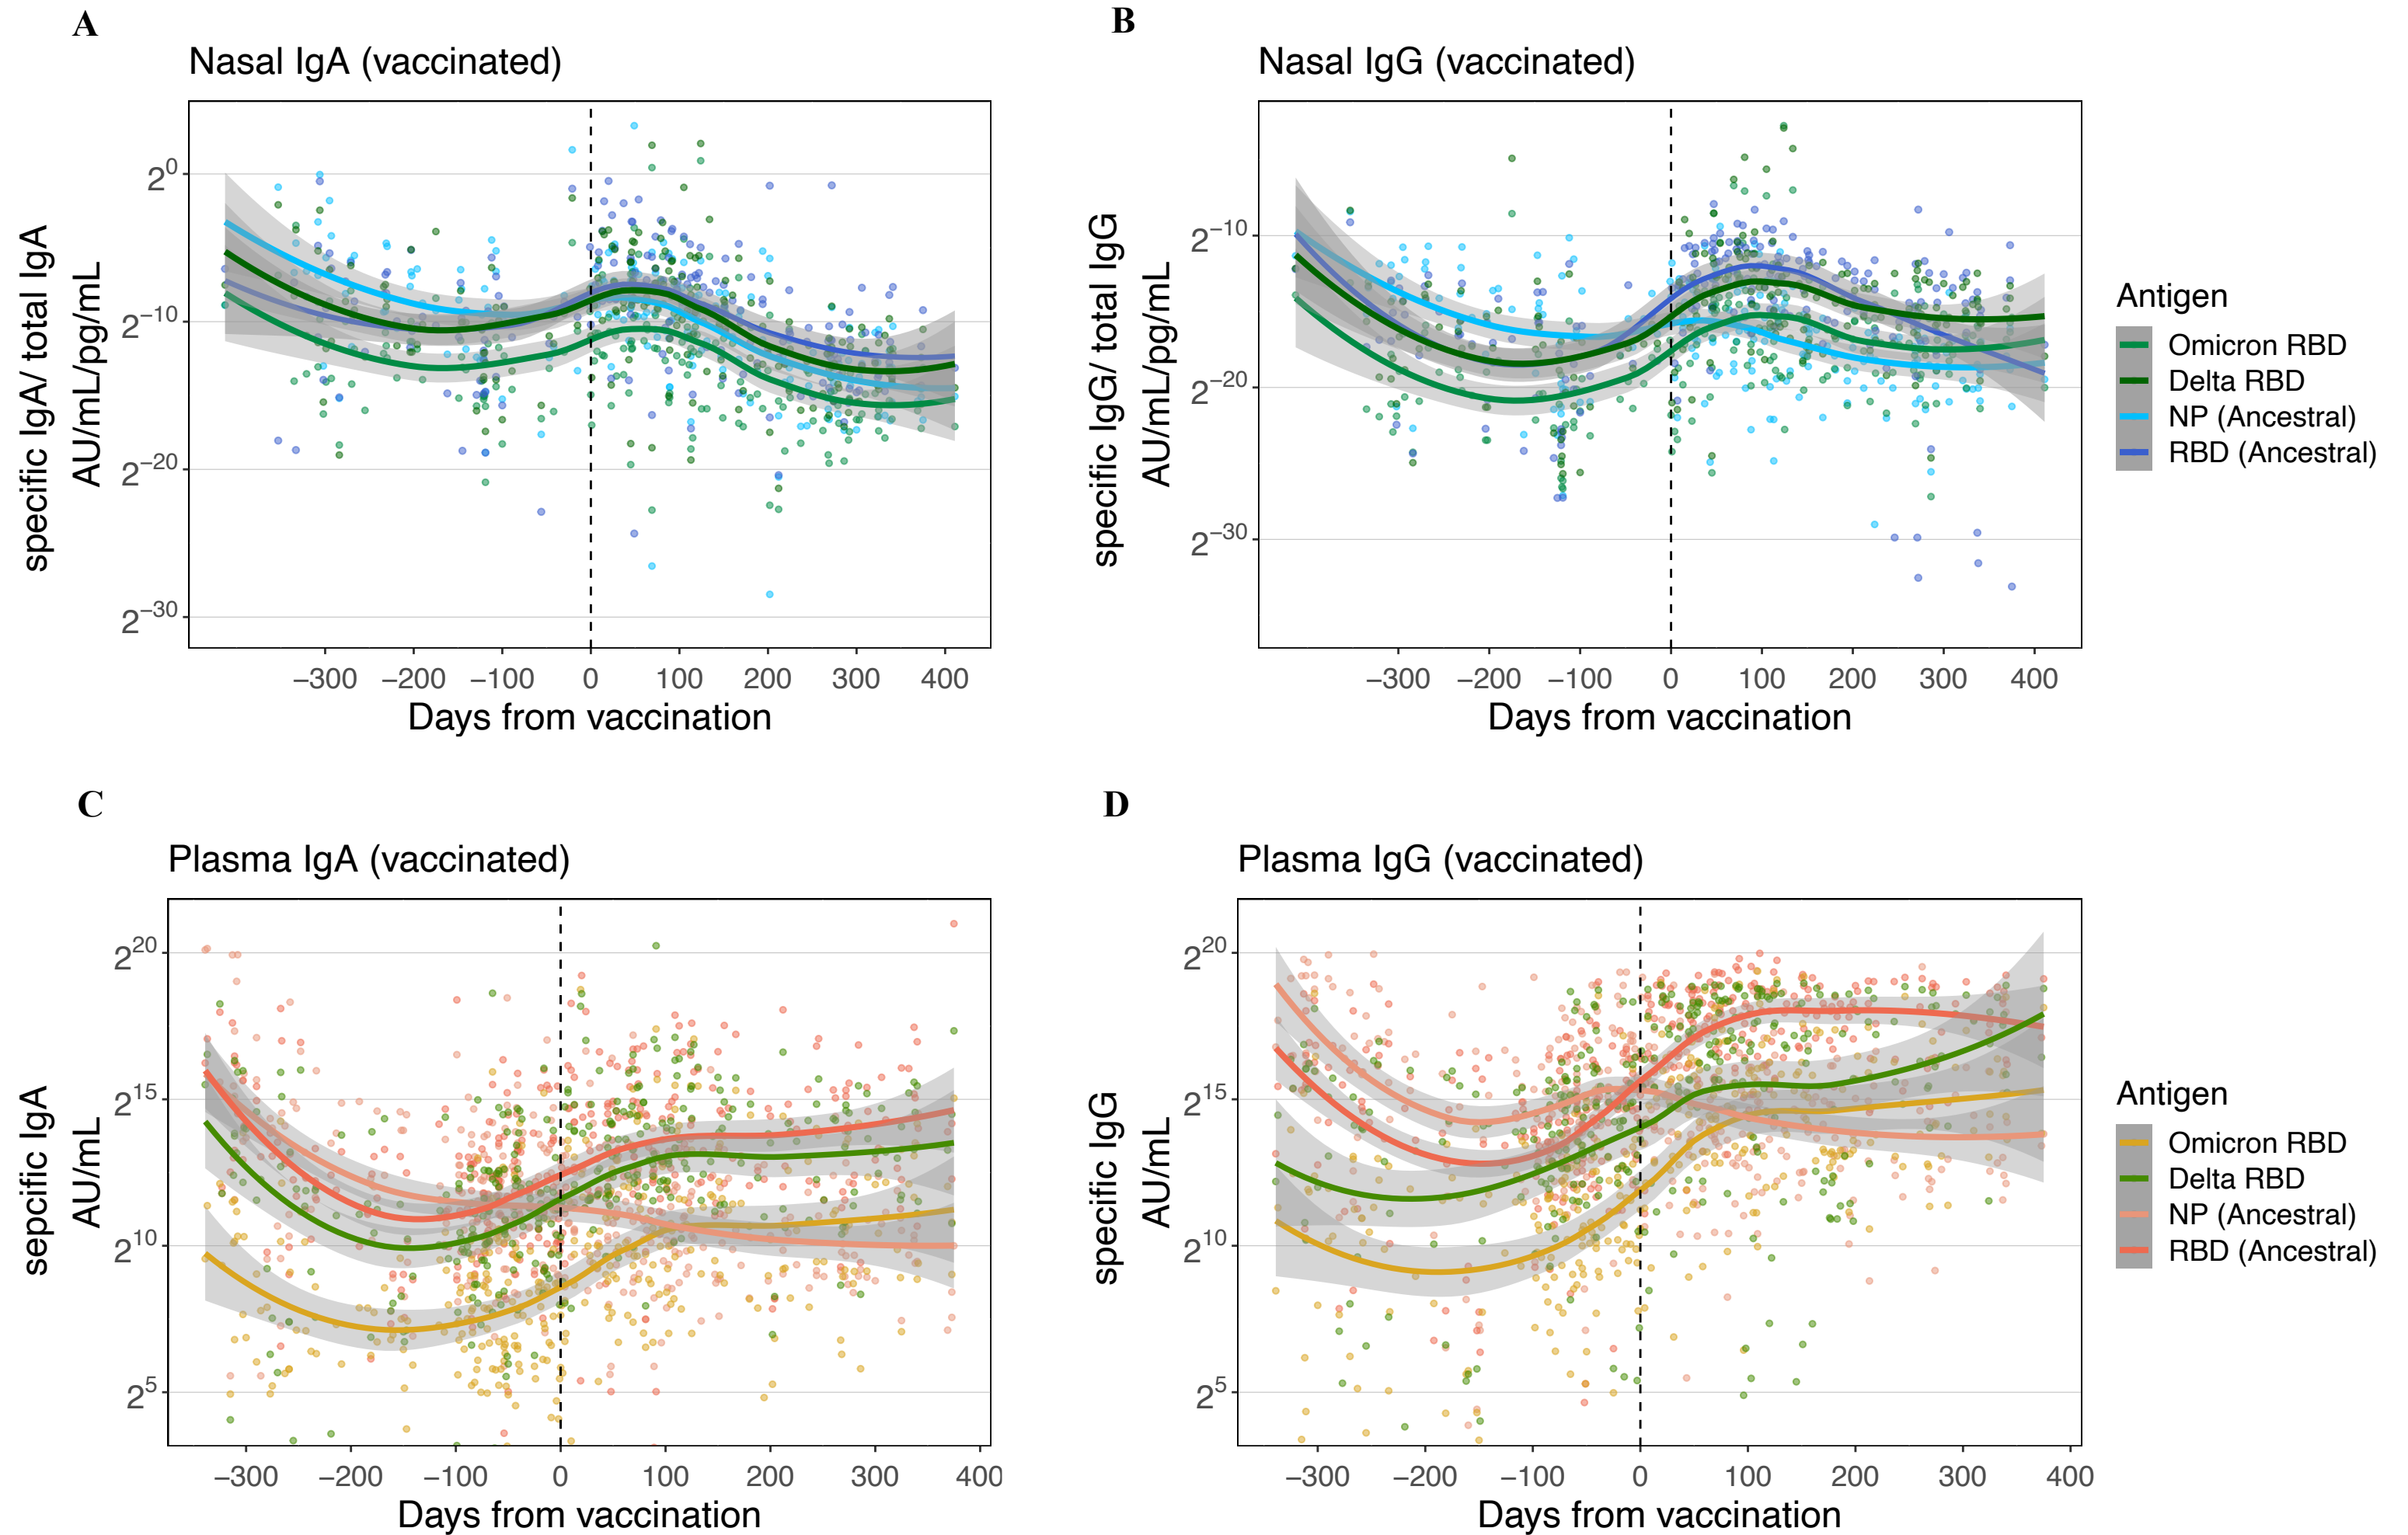 A
B
Nasal IgA (vaccinated)
Nasal IgG (vaccinated)
specific IgA/ total IgA
AU/mL/pg/mL
2^0
2^−10
2^−20
2^−30
−300 −200 −100 0 100 200 300 400
Days from vaccination
specific IgG/ total IgG
AU/mL/pg/mL
2^−10
2^−20
2^−30
−300 −200 −100 0 100 200 300 400
Days from vaccination
Antigen
Omicron RBD
Delta RBD
NP (Ancestral)
RBD (Ancestral)
C
D
Plasma IgA (vaccinated)
Plasma IgG (vaccinated)
sepcific IgA
AU/mL
2^20
2^15
2^10
2^5
−300 −200 −100 0 100 200 300 400
Days from vaccination
specific IgG
AU/mL
2^20
2^15
2^10
2^5
−300 −200 −100 0 100 200 300 400
Days from vaccination
Antigen
Omicron RBD
Delta RBD
NP (Ancestral)
RBD (Ancestral)